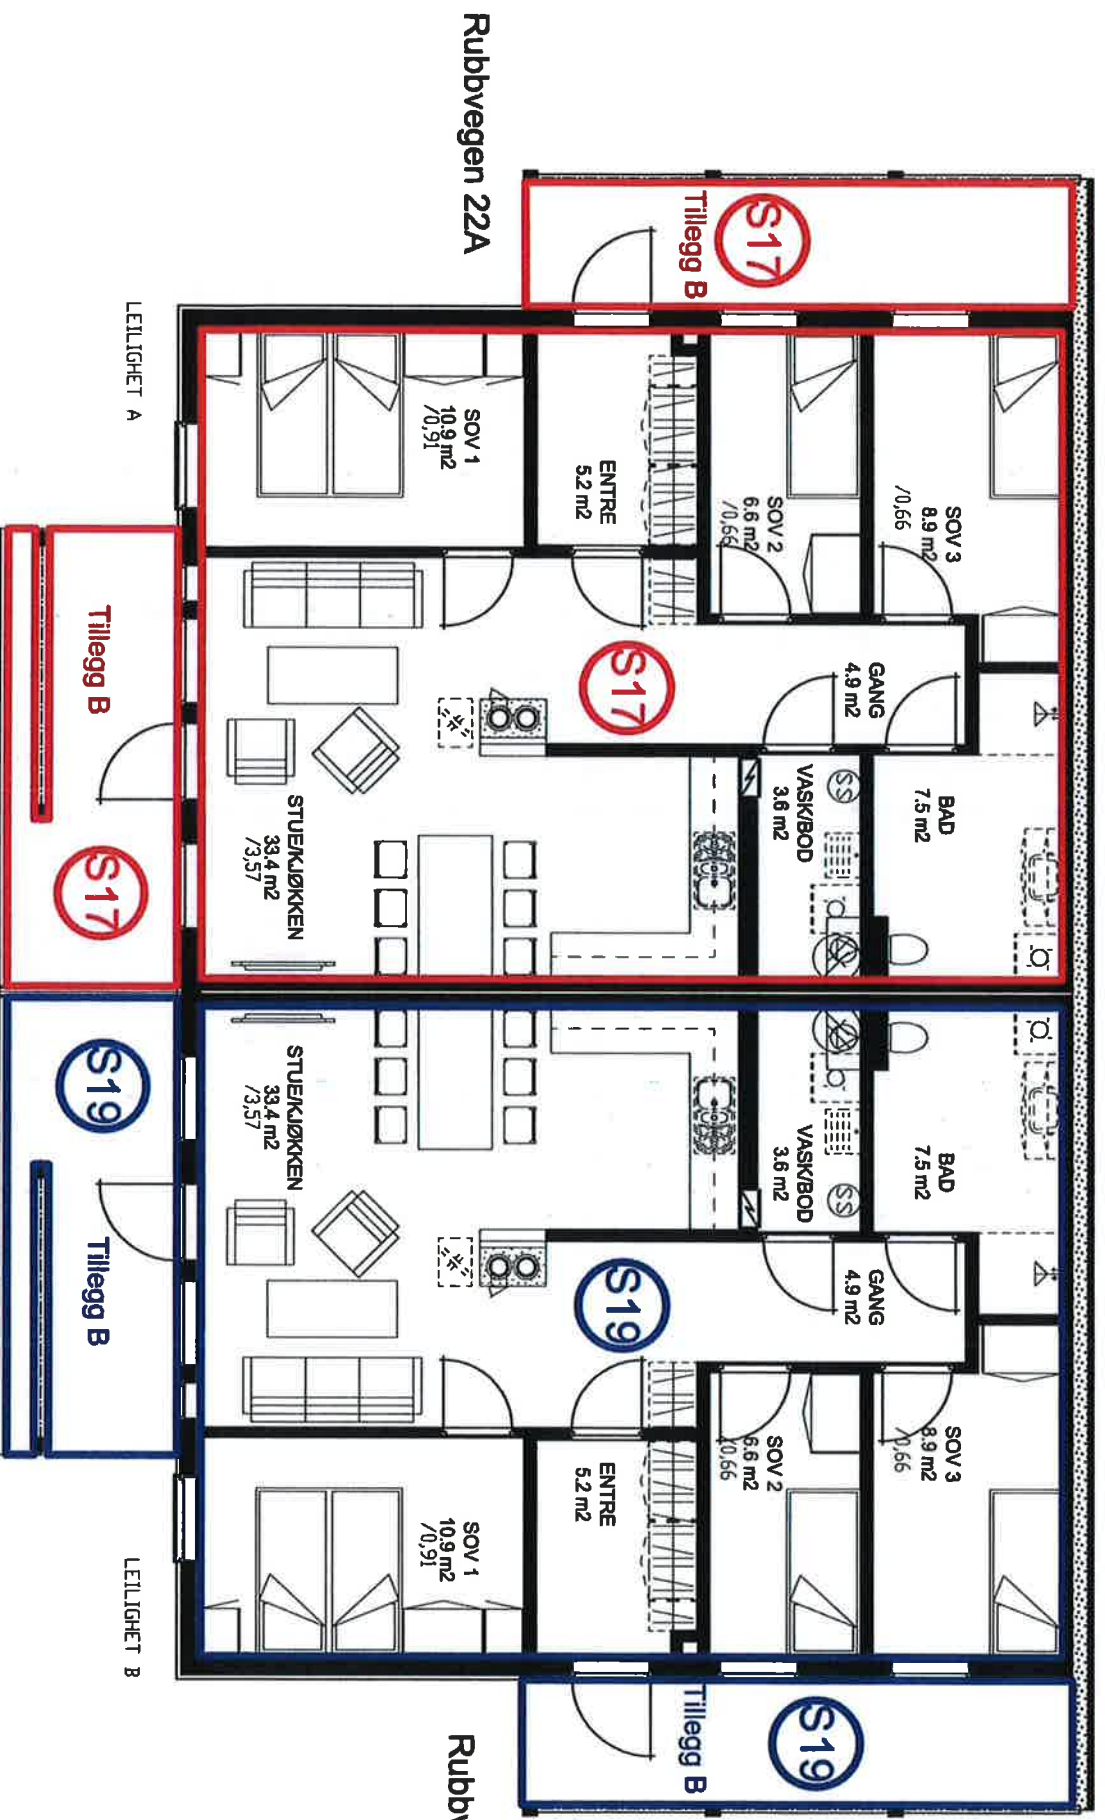 Rubbvegen 22A
S17
Tillegg B
LEILIGHET A
SOV 3
8.9 m2
/0,66
SOV 2
6.6 m2
/0,66
ENTRE
5.2 m2
SOV 1
10.9 m2
/0,91
S17
GANG
4.9 m2
BAD
7.5 m2
VASK/BOD
3.6 m2
STUE/KJØKKEN
33.4 m2
/3,57
Tillegg B
S17
S19
Tillegg B
BAD
7.5 m2
VASK/BOD
3.6 m2
STUE/KJØKKEN
33.4 m2
/3,57
GANG
4.9 m2
S19
SOV 3
8.9 m2
/0,66
SOV 2
6.6 m2
/0,66
ENTRE
5.2 m2
SOV 1
10.9 m2
/0,91
LEILIGHET B
S19
Tillegg B